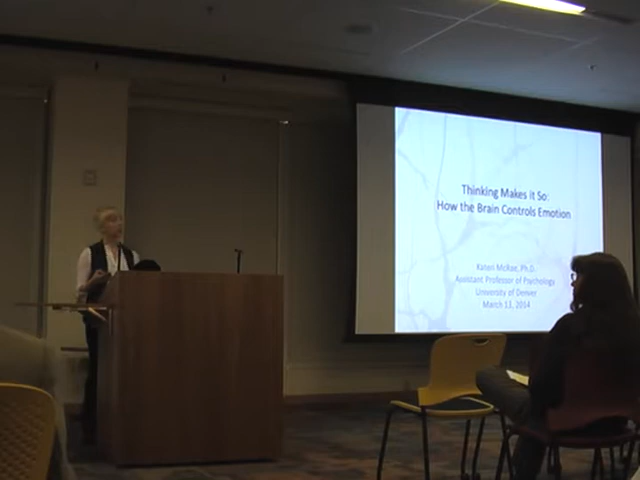 Thinking Makes it So:
How the Brain Controls Emotion
Kateri McRae, Ph.D.
Assistant Professor of Psychology
University of Denver
March 13, 2014